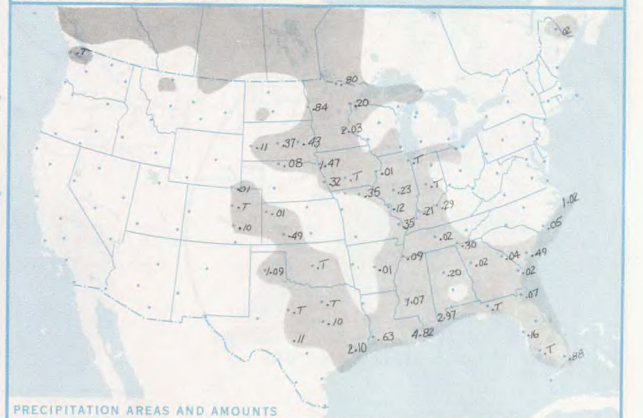 .02
.T
.80
.84 .20
2.03
.11 .37 .43
.08 1.47
.T
.32 .T .01
.T
.01
.35 .23
.T
.T
.01
.12 .21 .29
1.02
.10
.49
.35
.05
.02
.30
1.09
.T
.01
.09
.20
.02
.04 .49
.02
.T
.T
1.07
.07
.10
2.97
.T
.11
.63
4.82
.16
2.10
.T
.88
PRECIPITATION AREAS AND AMOUNTS